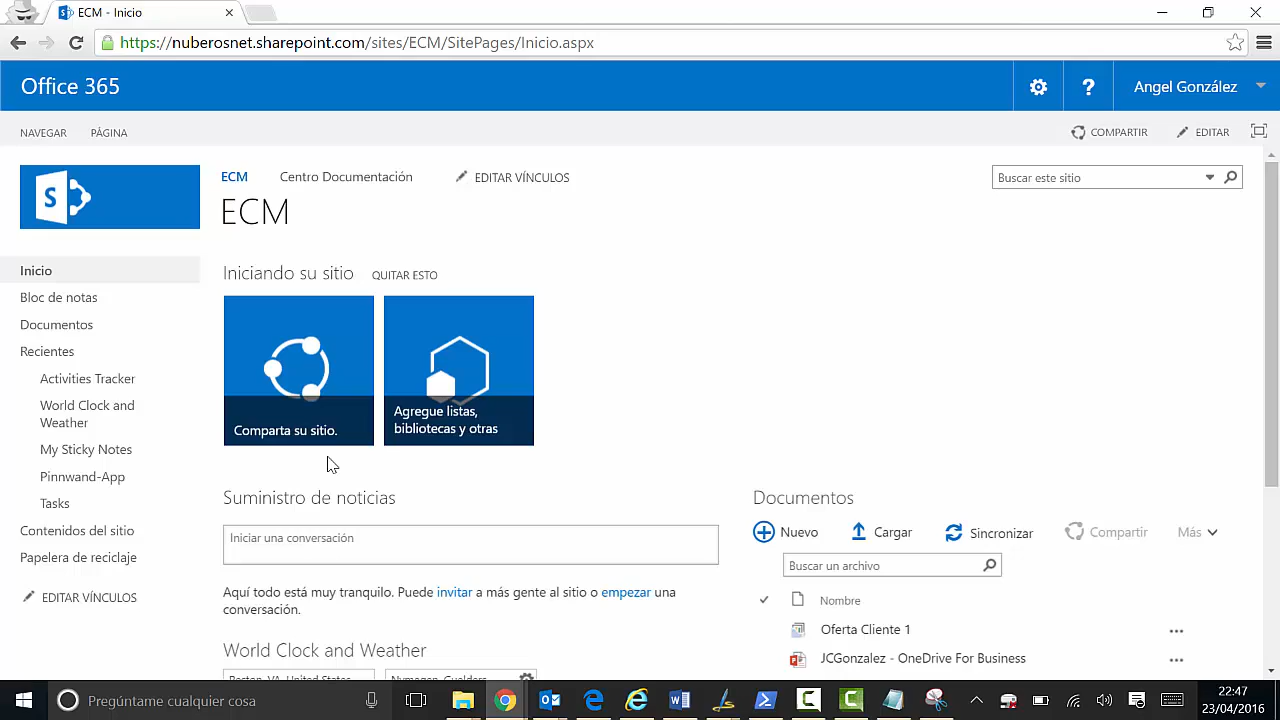 ECM - Inicio
https://nuberosnet.sharepoint.com/sites/ECM/SitePages/Inicio.aspx
Office 365
?
Angel González
NAVEGAR
PÁGINA
COMPARTIR
EDITAR
S
ECM
Centro Documentación
EDITAR VÍNCULOS
Buscar este sitio
ECM
Inicio
Bloc de notas
Documentos
Recientes
Activities Tracker
World Clock and
Weather
My Sticky Notes
Pinnwand-App
Tasks
Contenidos del sitio
Papelera de reciclaje
EDITAR VÍNCULOS
Iniciando su sitio
QUITAR ESTO
Comparta su sitio.
Agregue listas,
bibliotecas y otras
Suministro de noticias
Iniciar una conversación
Aquí todo está muy tranquilo. Puede invitar a más gente al sitio o empezar una
conversación.
World Clock and Weather
Boston, VA, United States
Nymegen, Gualders
Documentos
Nuevo
Cargar
Sincronizar
Compartir
Más
Buscar un archivo
Nombre
Oferta Cliente 1
JCGonzalez - OneDrive For Business
Pregúntame cualquier cosa
22:47
23/04/2016